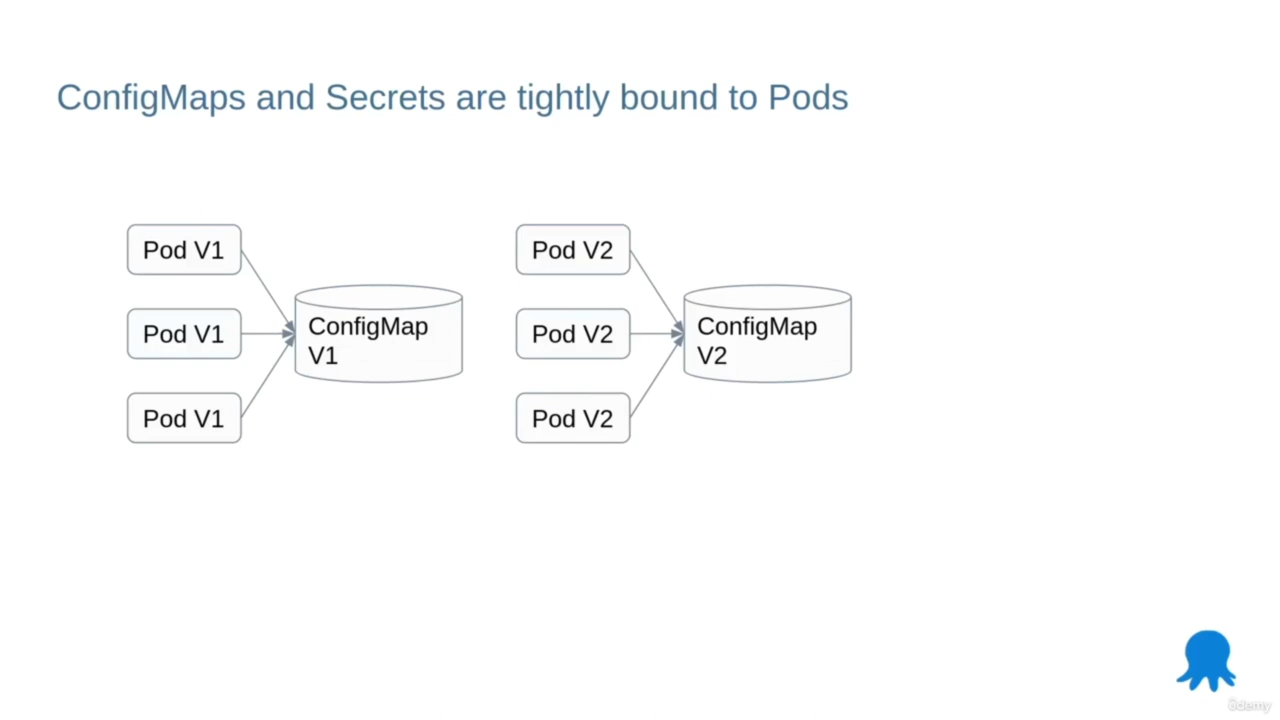 ConfigMaps and Secrets are tightly bound to Pods
Pod V1
Pod V1
Pod V1
ConfigMap
V1
Pod V2
Pod V2
Pod V2
ConfigMap
V2
ûdemy